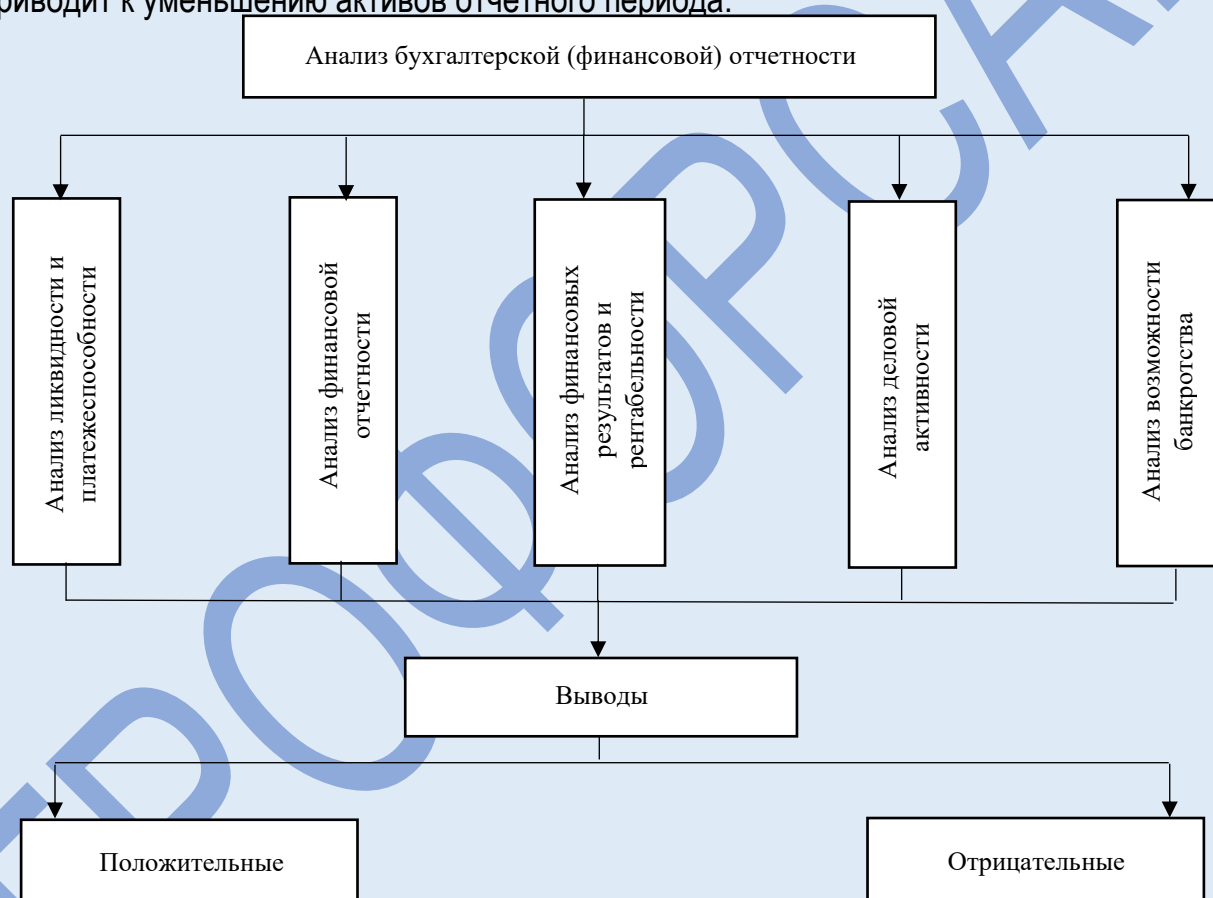 приводит к уменьшению активов отчетного периода.
Анализ бухгалтерской (финансовой) отчетности
Анализ ликвидности и
платежеспособности
Анализ финансовой
отчетности
Анализ финансовых
результатов и
рентабельности
Анализ деловой
активности
Анализ возможности
банкротства
Выводы
Положительные
Отрицательные